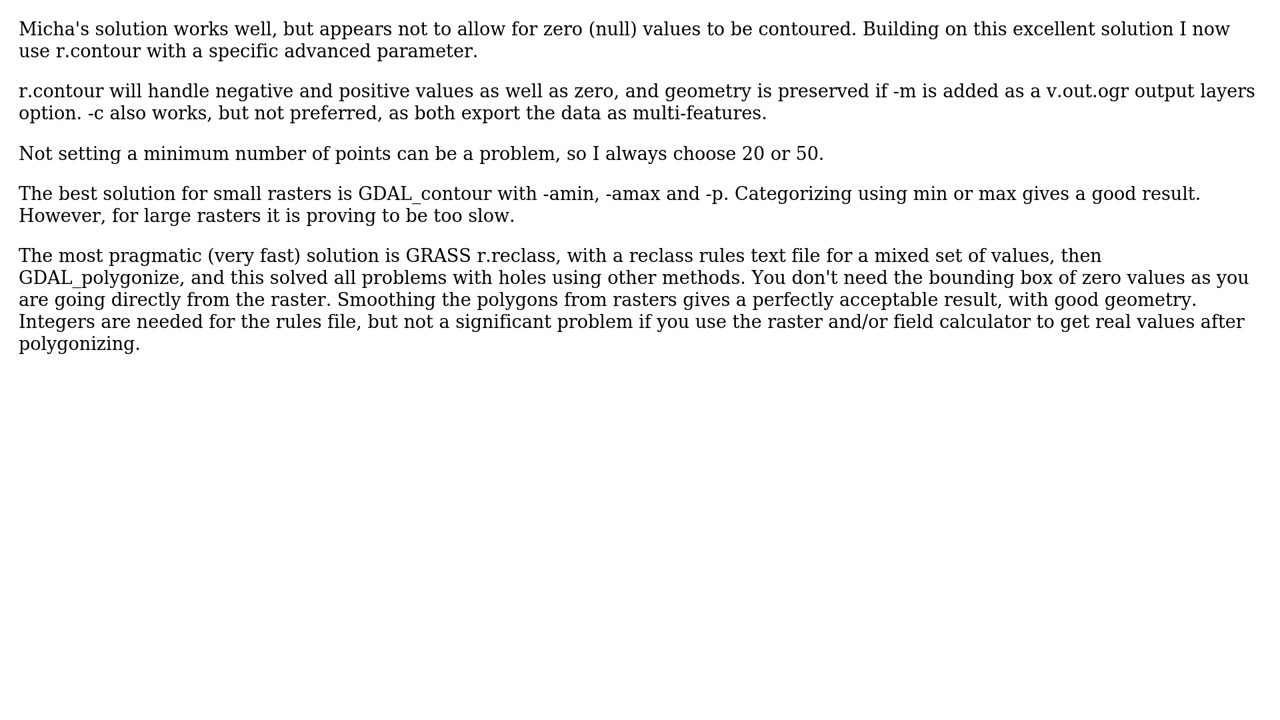 Micha's solution works well, but appears not to allow for zero (null) values to be contoured. Building on this excellent solution I now
use r.contour with a specific advanced parameter.
r.contour will handle negative and positive values as well as zero, and geometry is preserved if -m is added as a v.out.ogr output layers
option. -c also works, but not preferred, as both export the data as multi-features.
Not setting a minimum number of points can be a problem, so I always choose 20 or 50.
The best solution for small rasters is GDAL_contour with -amin, -amax and -p. Categorizing using min or max gives a good result.
However, for large rasters it is proving to be too slow.
The most pragmatic (very fast) solution is GRASS r.reclass, with a reclass rules text file for a mixed set of values, then
GDAL_polygonize, and this solved all problems with holes using other methods. You don't need the bounding box of zero values as you
are going directly from the raster. Smoothing the polygons from rasters gives a perfectly acceptable result, with good geometry.
Integers are needed for the rules file, but not a significant problem if you use the raster and/or field calculator to get real values after
polygonizing.